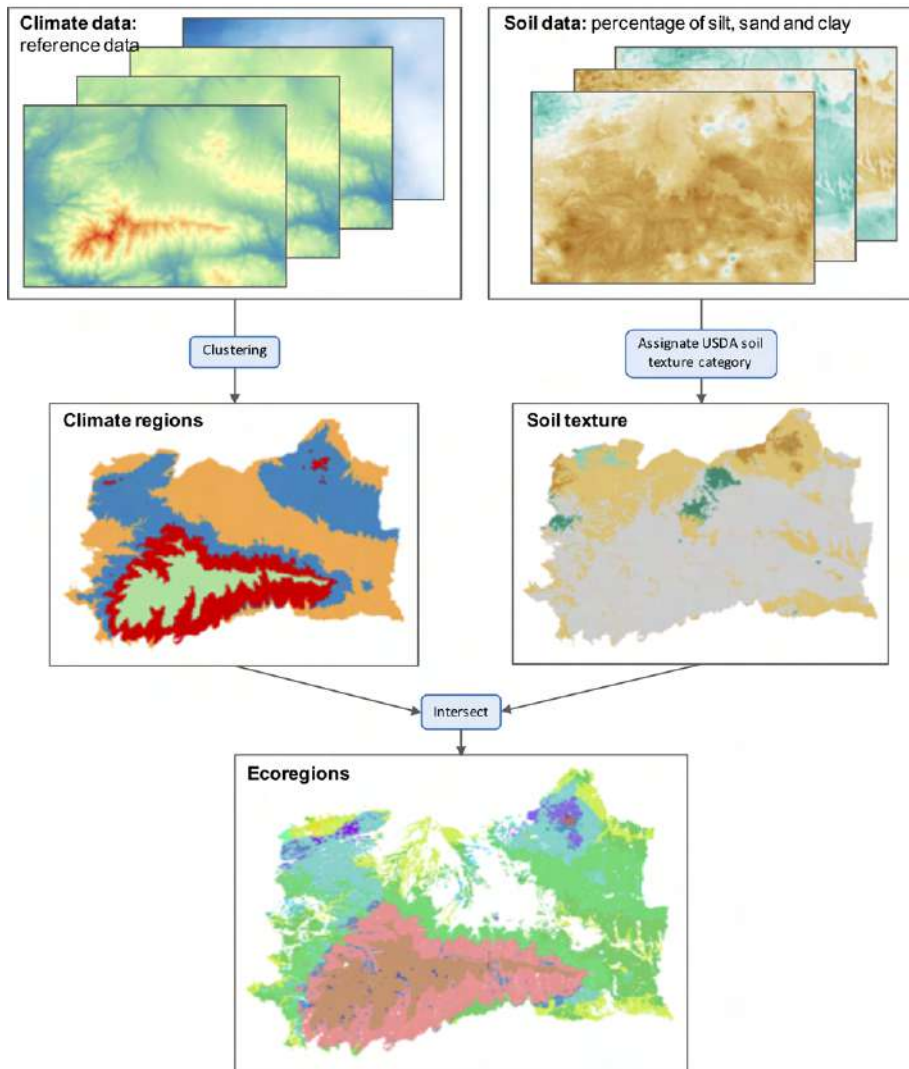 Climate data:
reference data
Soil data: percentage of silt, sand and clay
Clustering
Assignate USDA soil
texture category
Climate regions
Soil texture
Intersect
Ecoregions